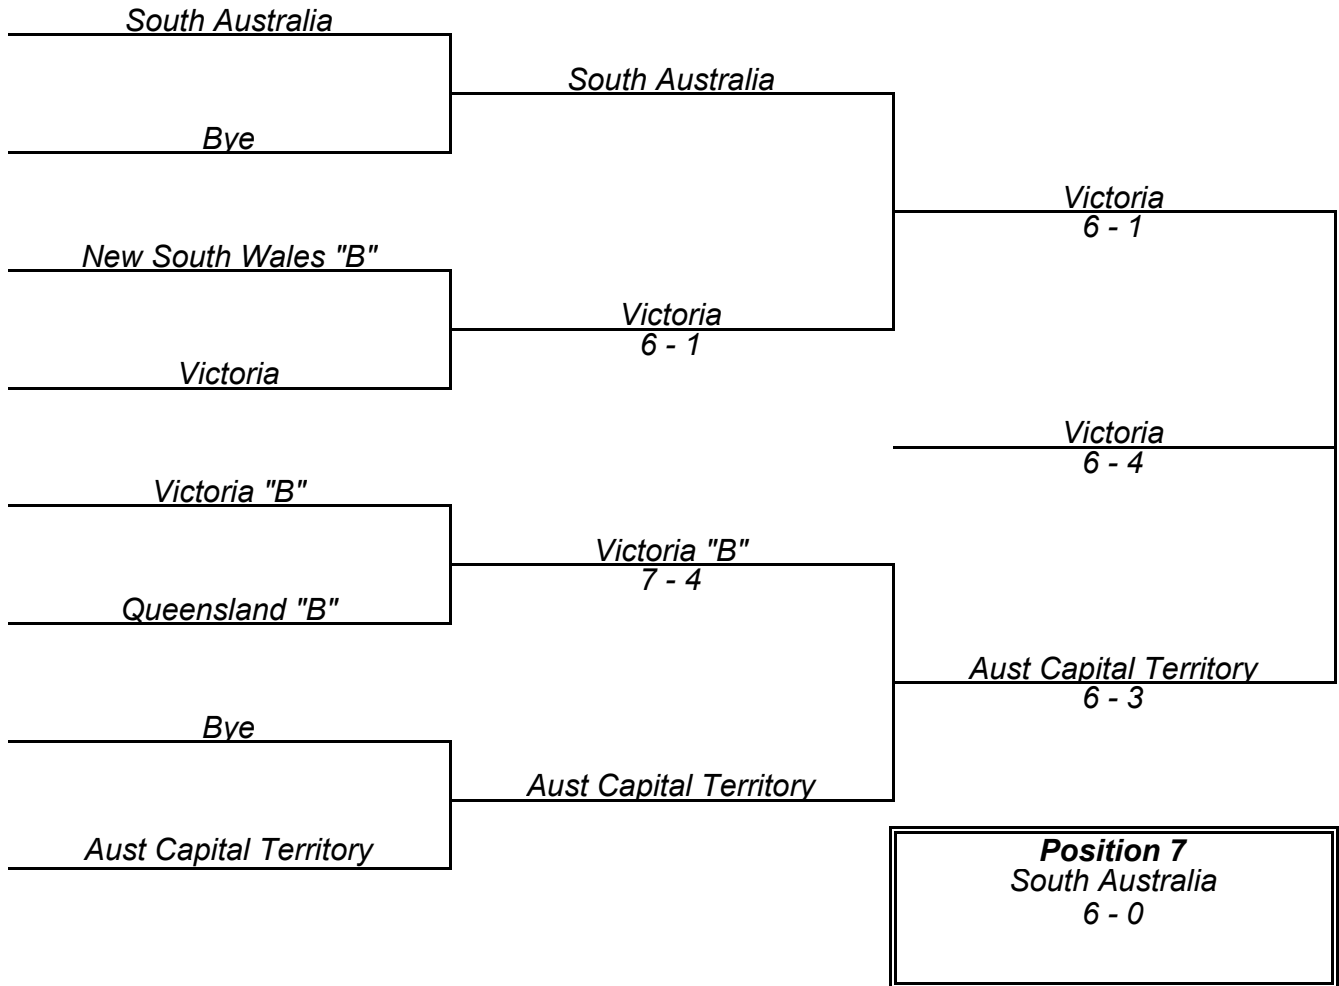 South Australia
South Australia
Bye
Victoria
6 - 1
New South Wales "B"
Victoria
6 - 1
Victoria
Victoria
6 - 4
Victoria "B"
Victoria "B"
7 - 4
Queensland "B"
Aust Capital Territory
6 - 3
Bye
Aust Capital Territory
Aust Capital Territory
Position 7
South Australia
6 - 0